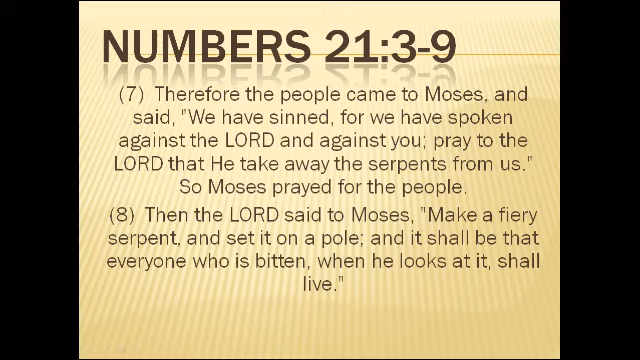 NUMBERS 21:3-9
(7) Therefore the people came to Moses, and
said, "We have sinned, for we have spoken
against the LORD and against you; pray to the
LORD that He take away the serpents from us."
So Moses prayed for the people.
(8) Then the LORD said to Moses, "Make a fiery
serpent, and set it on a pole; and it shall be that
everyone who is bitten, when he looks at it, shall
live."